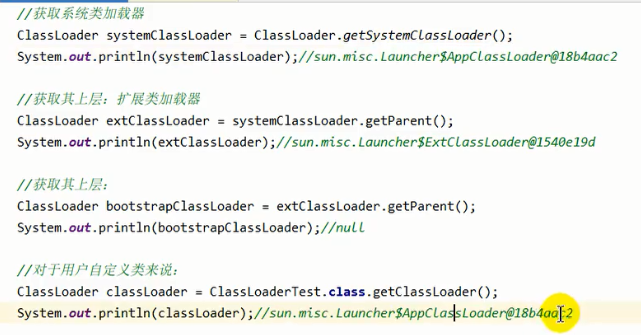 //获取系统类加载器
ClassLoader systemClassLoader = ClassLoader.getSystemClassLoader();
System.out.println(systemClassLoader);//sun.misc.Launcher$AppClassLoader@18b4aac2
//获取其上层：扩展类加载器
ClassLoader extClassLoader = systemClassLoader.getParent();
System.out.println(extClassLoader);//sun.misc.Launcher$ExtClassLoader@1540e19d
//获取其上层：
ClassLoader bootstrapClassLoader = extClassLoader.getParent();
System.out.println(bootstrapClassLoader);//null
//对于用户自定义类来说：
ClassLoader classLoader = ClassLoaderTest.class.getClassLoader();
System.out.println(classLoader);//sun.misc.Launcher$AppClassLoader@18b4aac2